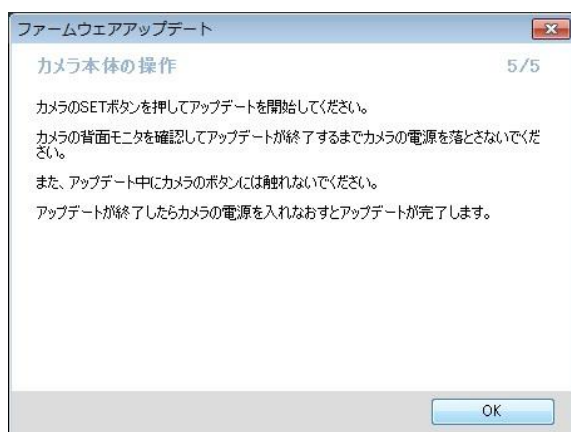 ファームウェアアップデート
カメラ本体の操作 5/5
カメラのSETボタンを押してアップデートを開始してください。
カメラの背面モニタを確認してアップデートが終了するまでカメラの電源を落とさないでくだ
さい。
また、アップデート中にカメラのボタンには触れないでください。
アップデートが終了したらカメラの電源を入れなおすとアップデートが完了します。
OK